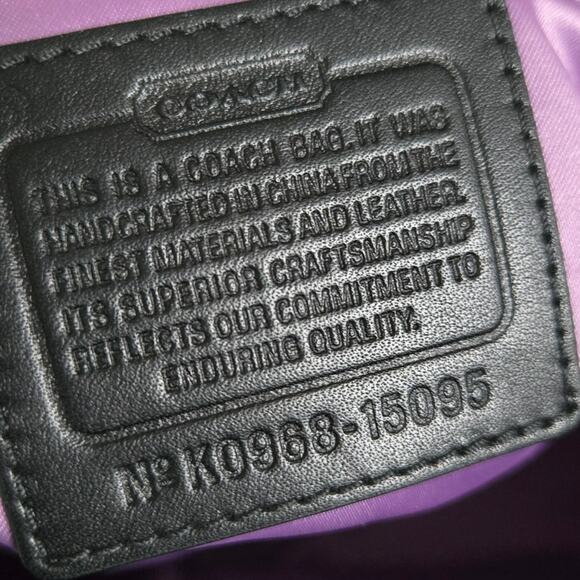 COACH
THIS IS A COACH BAG. IT WAS
HANDCRAFTED IN CHINA FROM THE
FINEST MATERIALS AND LEATHER.
ITS SUPERIOR CRAFTSMANSHIP
REFLECTS OUR COMMITMENT TO
ENDURING QUALITY.
Nº K0968-15095